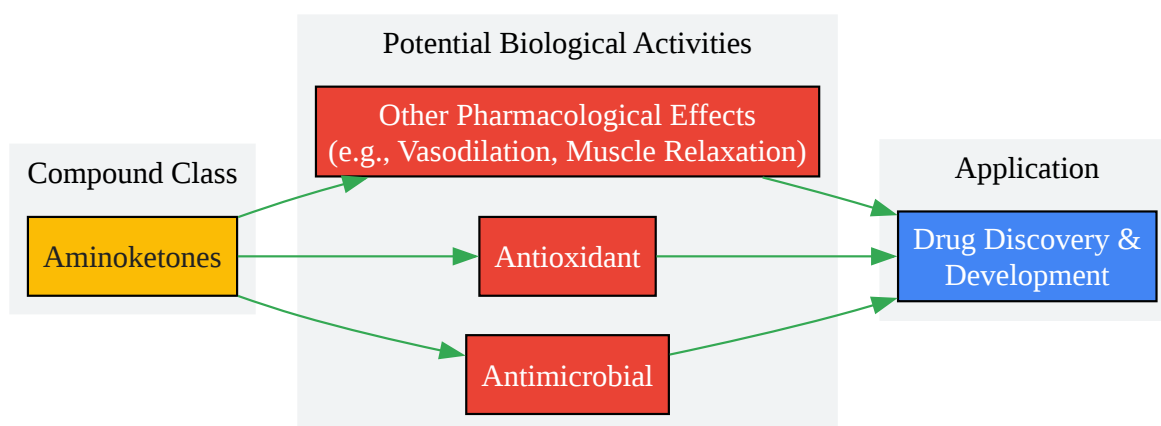 Compound Class
Aminoketones
Potential Biological Activities
Other Pharmacological Effects
(e.g., Vasodilation, Muscle Relaxation)
Antioxidant
Antimicrobial
Application
Drug Discovery &
Development